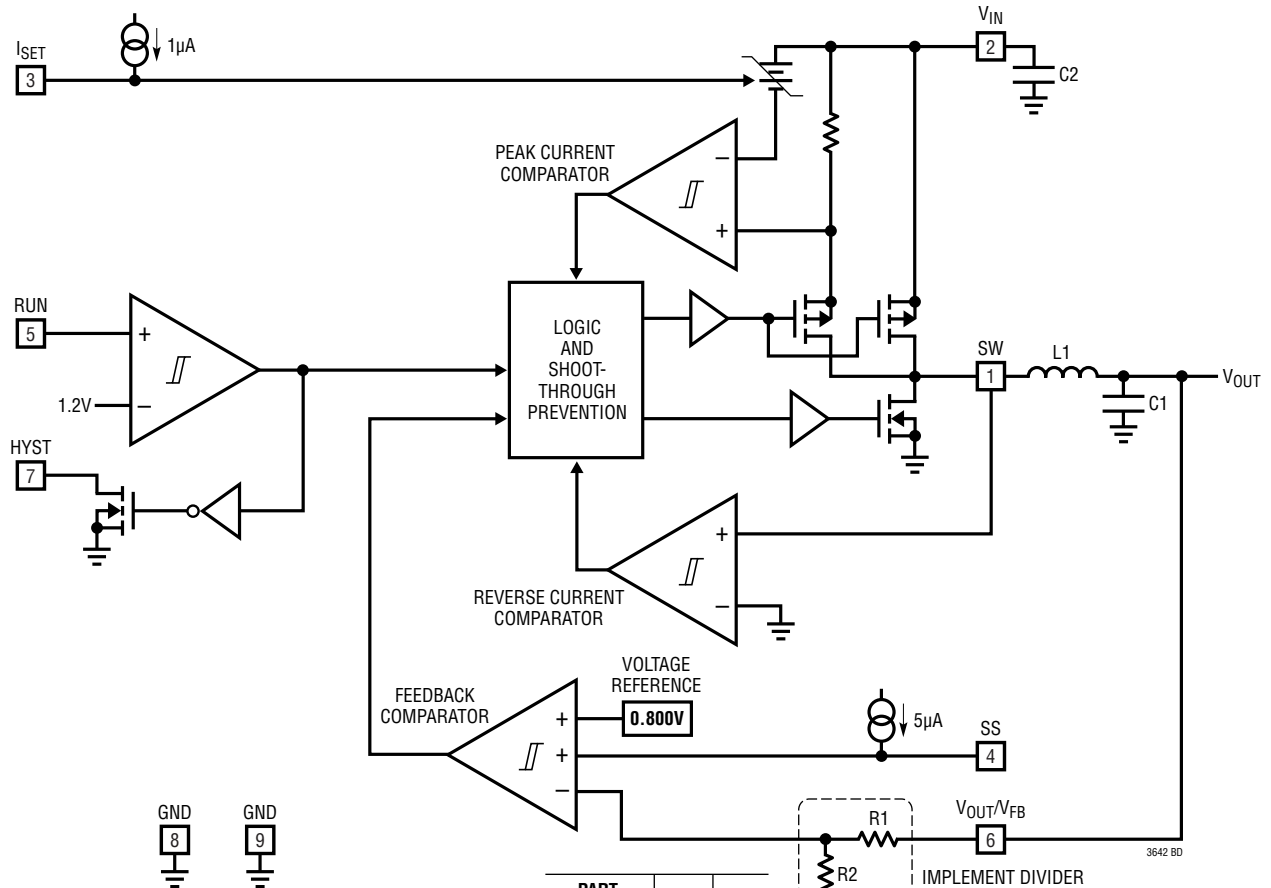 VIN
2
C2
ISET
3
1µA
PEAK CURRENT
COMPARATOR
−
+
RUN
5
+
1.2V
−
HYST
7
LOGIC
AND
SHOOT-
THROUGH
PREVENTION
SW
1
L1
VOUT
C1
+
−
REVERSE CURRENT
COMPARATOR
VOLTAGE
REFERENCE
0.800V
FEEDBACK
COMPARATOR
+
+
−
5µA
SS
4
GND
8
GND
9
R1
R2
VOUT/VFB
6
3642 BD
IMPLEMENT DIVIDER
PART